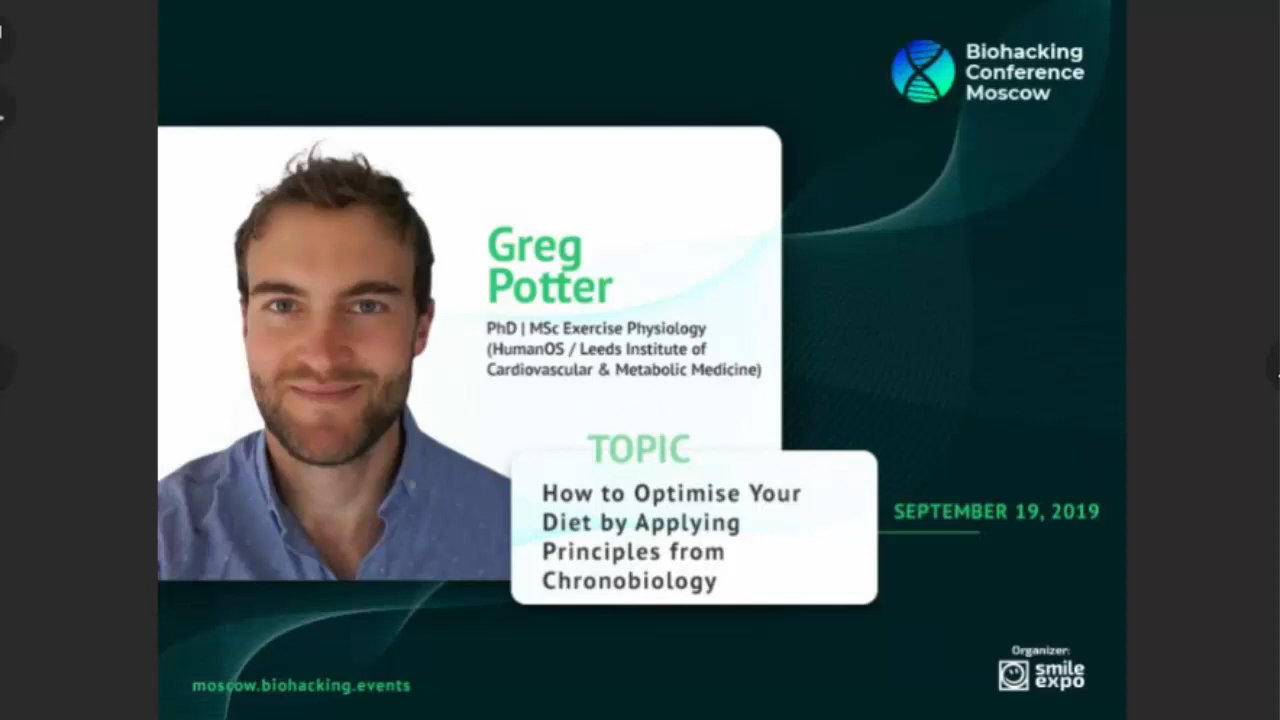 Biohacking
Conference
Moscow
Greg
Potter
PhD | MSc Exercise Physiology
(HumanOS / Leeds Institute of
Cardiovascular & Metabolic Medicine)
TOPIC
How to Optimise Your
Diet by Applying
Principles from
Chronobiology
SEPTEMBER 19, 2019
moscow.biohacking.events
Organizer:
smile
expo